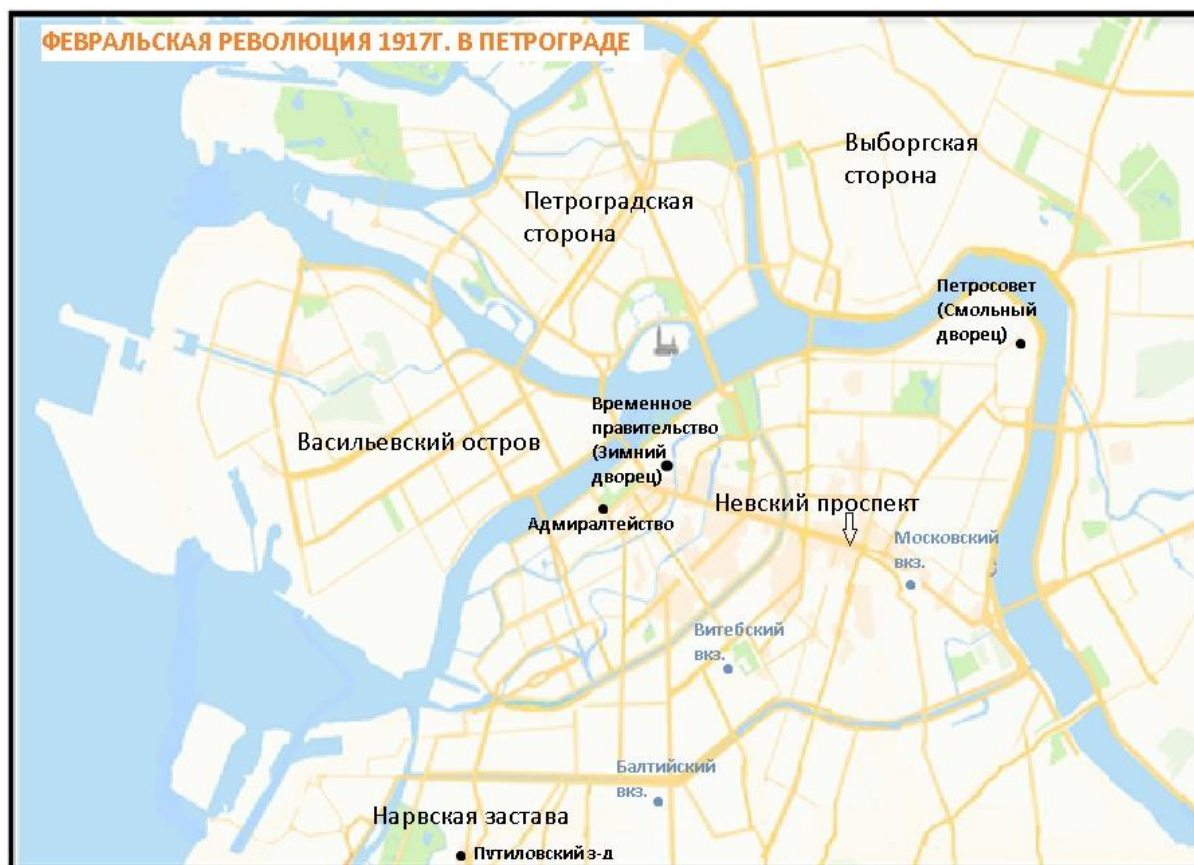 ФЕВРАЛЬСКАЯ РЕВОЛЮЦИЯ 1917Г. В ПЕТРОГРАДЕ
Выборгская
сторона
Петроградская
сторона
Петросовет
(Смольный
дворец)
Временное
правительство
(Зимний
дворец)
Васильевский остров
Невский проспект
Адмиралтейство
Московский
вкз.
Витебский
вкз.
Балтийский
вкз.
Нарвская застава
Путиловский з-д